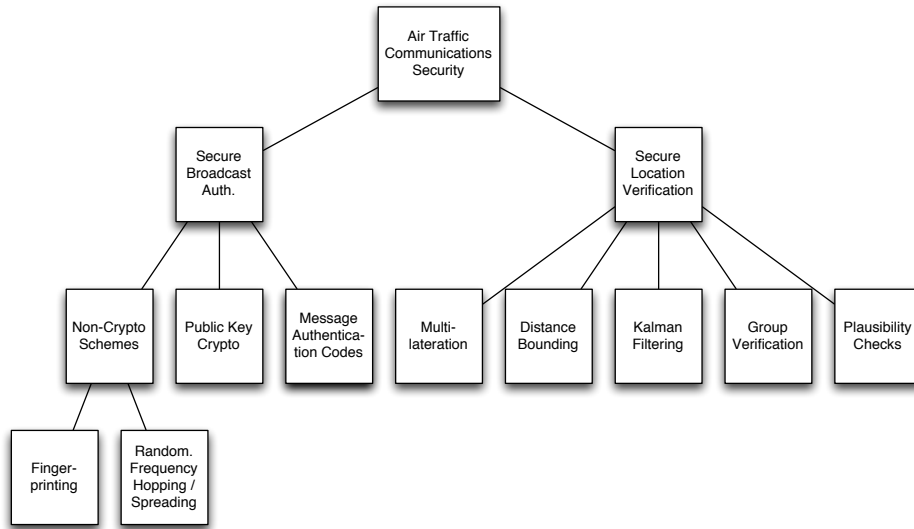 Air Traffic
Communications
Security
Secure
Broadcast
Auth.
Secure
Location
Verification
Non-Crypto
Schemes
Public Key
Crypto
Message
Authentica-
tion Codes
Multi-
lateration
Distance
Bounding
Kalman
Filtering
Group
Verification
Plausibility
Checks
Finger-
printing
Random.
Frequency
Hopping /
Spreading